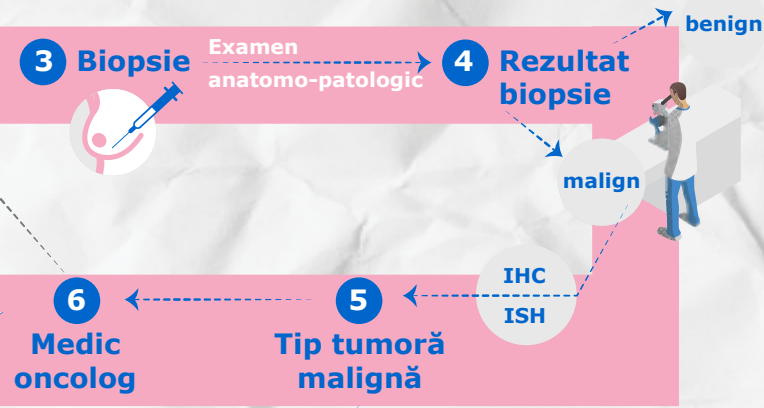 3 Biopsie
Examen
anatomo-patologic
4 Rezultat
biopsie
benign
malign
IHC
ISH
5
Tip tumoră
malignă
6
Medic
oncolog